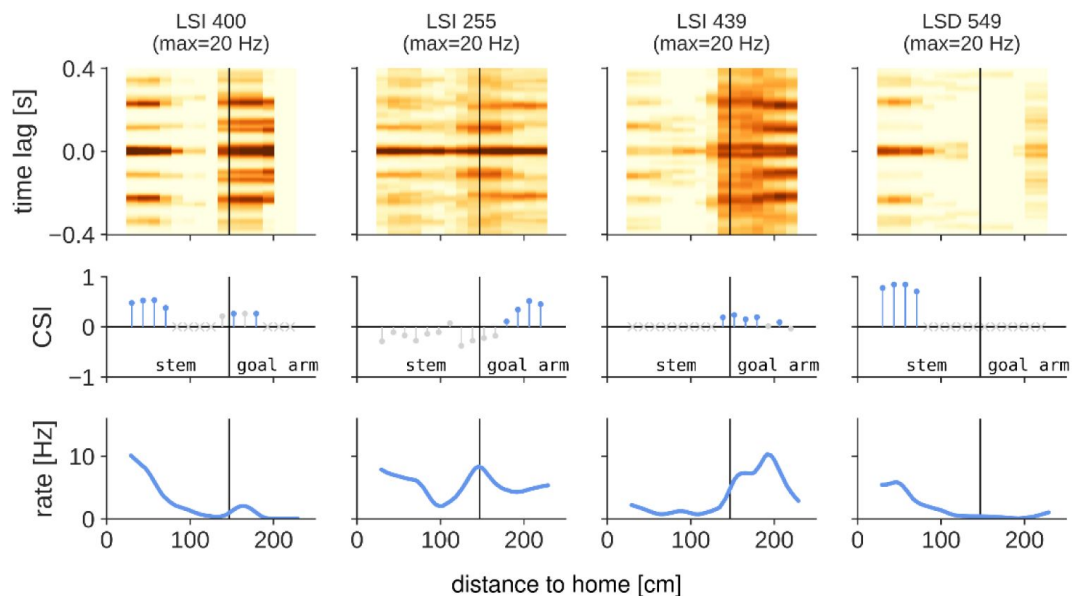 LSI 400
(max=20 Hz)
LSI 255
(max=20 Hz)
LSI 439
(max=20 Hz)
LSD 549
(max=20 Hz)
time lag [s]
0.4
0.0
−0.4
CSI
1
0
−1
stem
goal arm
stem
goal arm
stem
goal arm
stem
goal arm
rate [Hz]
10
0
0
100
200
0
100
200
0
100
200
0
100
200
distance to home [cm]